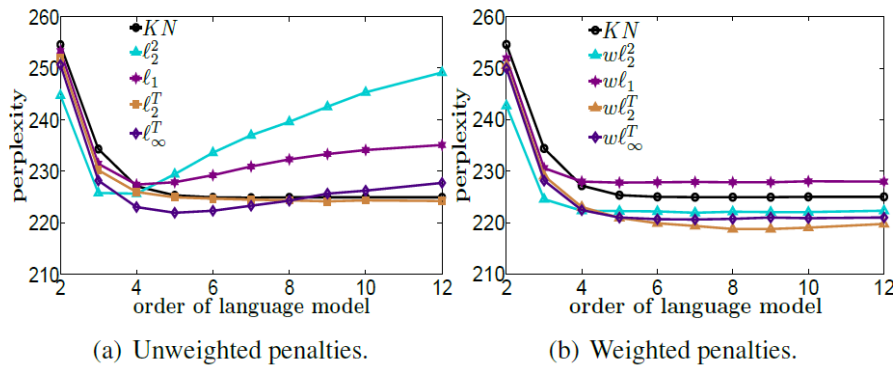 260
250
240
230
220
210
perplexity
KN
ℓ₂²
ℓ₁
ℓ₂ᵀ
ℓ∞ᵀ
2 4 6 8 10 12
order of language model
(a) Unweighted penalties.
260
250
240
230
220
210
perplexity
KN
wℓ₂²
wℓ₁
wℓ₂ᵀ
wℓ∞ᵀ
2 4 6 8 10 12
order of language model
(b) Weighted penalties.